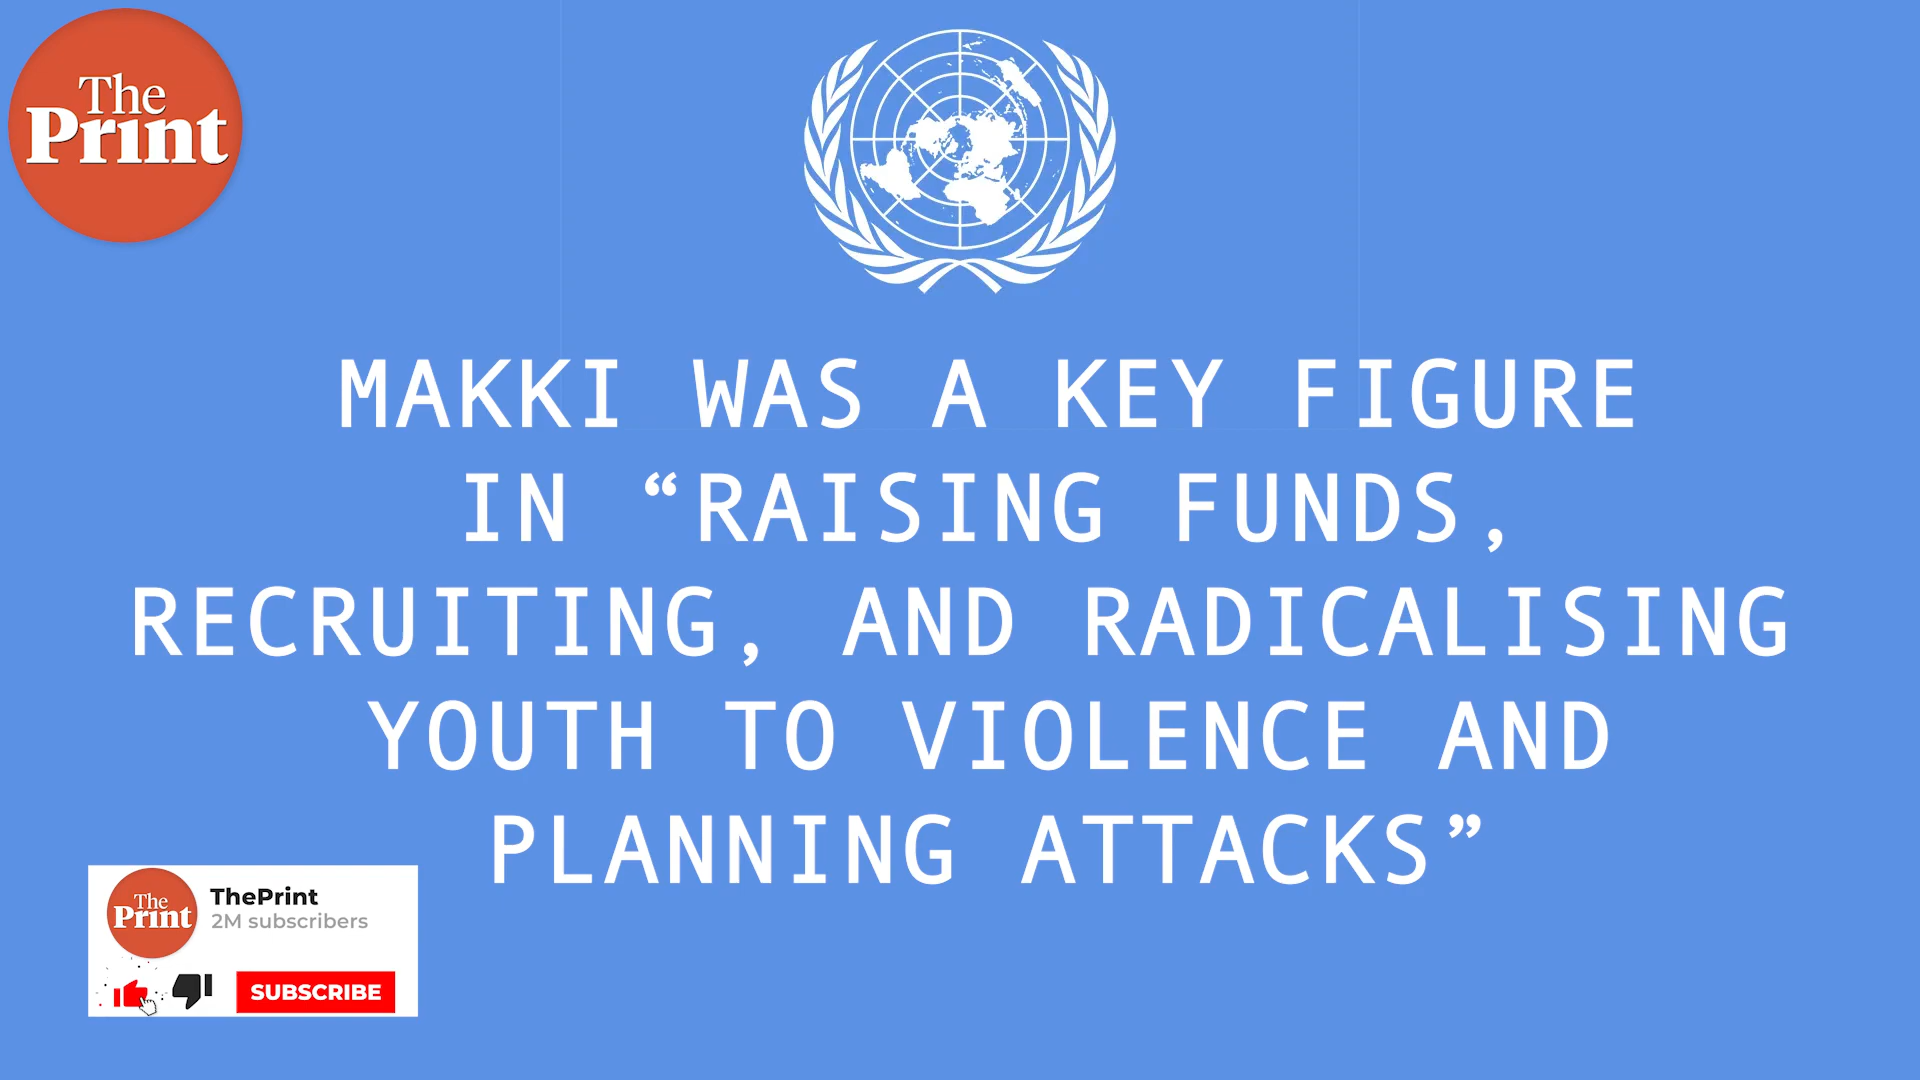 The
Print
MAKKI WAS A KEY FIGURE
IN “RAISING FUNDS,
RECRUITING, AND RADICALISING
YOUTH TO VIOLENCE AND
PLANNING ATTACKS”
The
Print
ThePrint
2M subscribers
SUBSCRIBE